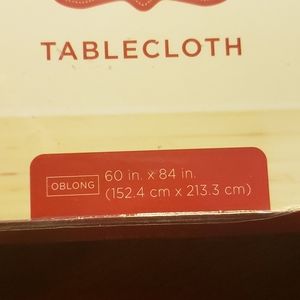 TABLECLOTH
OBLONG 60 in. x 84 in.
(152.4 cm x 213.3 cm)